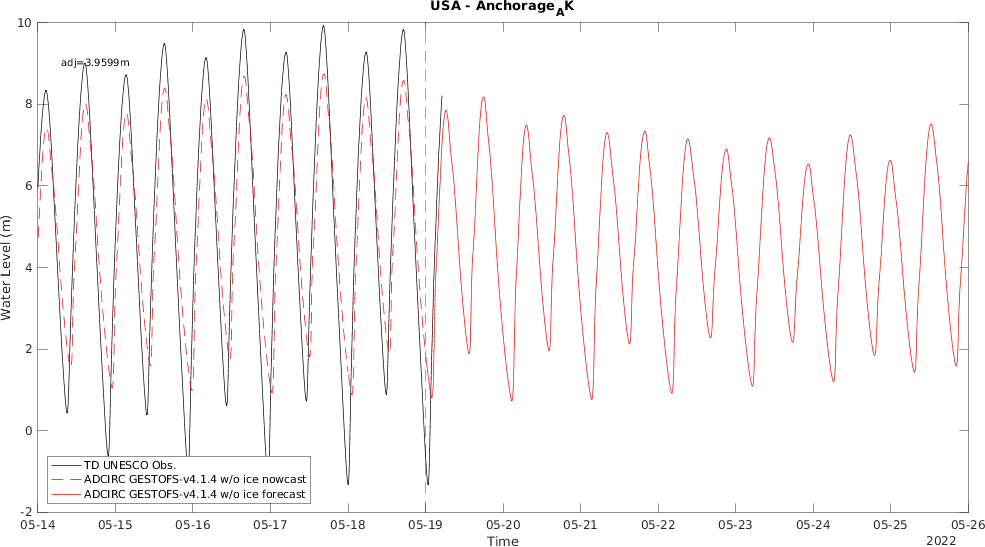 USA - Anchorage_AK
10
8
6
4
2
0
-2
Water Level (m)
adj=3.9599m
TD UNESCO Obs.
ADCIRC GESTOFS-v4.1.4 w/o ice nowcast
ADCIRC GESTOFS-v4.1.4 w/o ice forecast
05-14 05-15 05-16 05-17 05-18 05-19 05-20 05-21 05-22 05-23 05-24 05-25 05-26
Time
2022